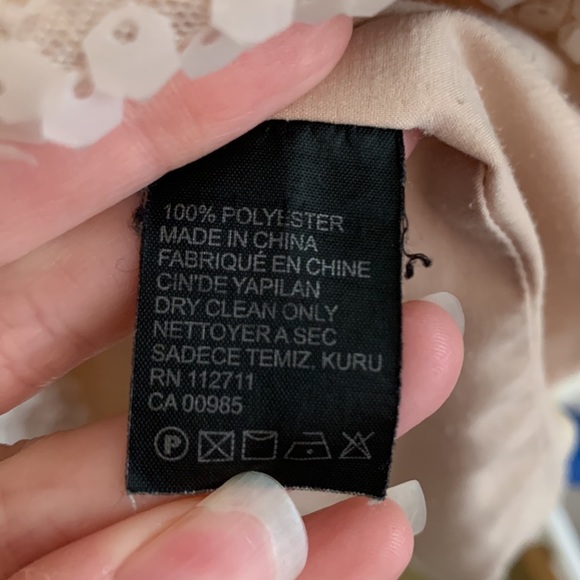 100% POLYESTER
MADE IN CHINA
FABRIQUÉ EN CHINE
CIN'DE YAPILAN
DRY CLEAN ONLY
NETTOYER A SEC
SADECE TEMIZ. KURU
RN 112711
CA 00985
P